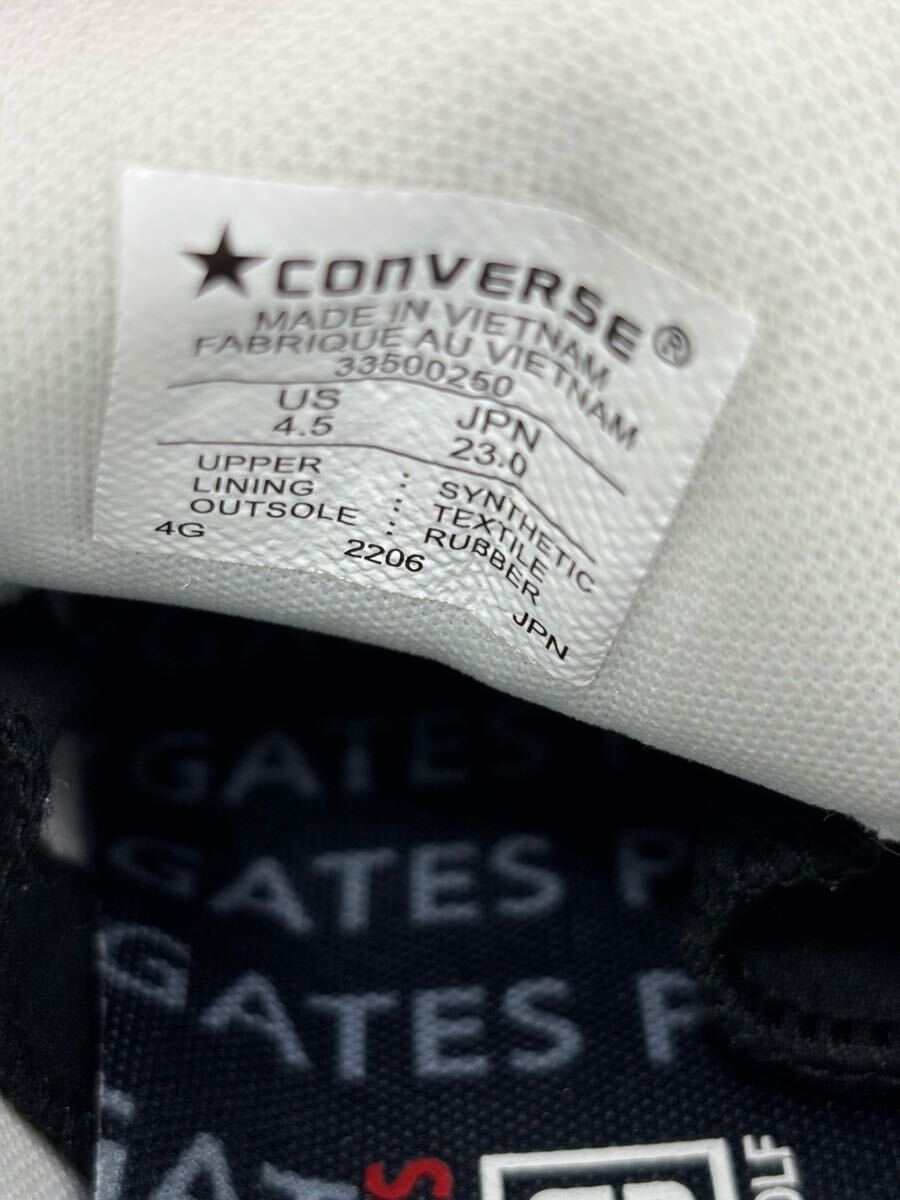 ★CONVERSE®
MADE IN VIETNAM
FABRIQUE AU VIETNAM
33500250
US JPN
4.5 23.0
UPPER : SYNTHETIC
LINING : TEXTILE
OUTSOLE : RUBBER
4G 2206 JPN
GATES
GATES P
GATES P
S
OLF